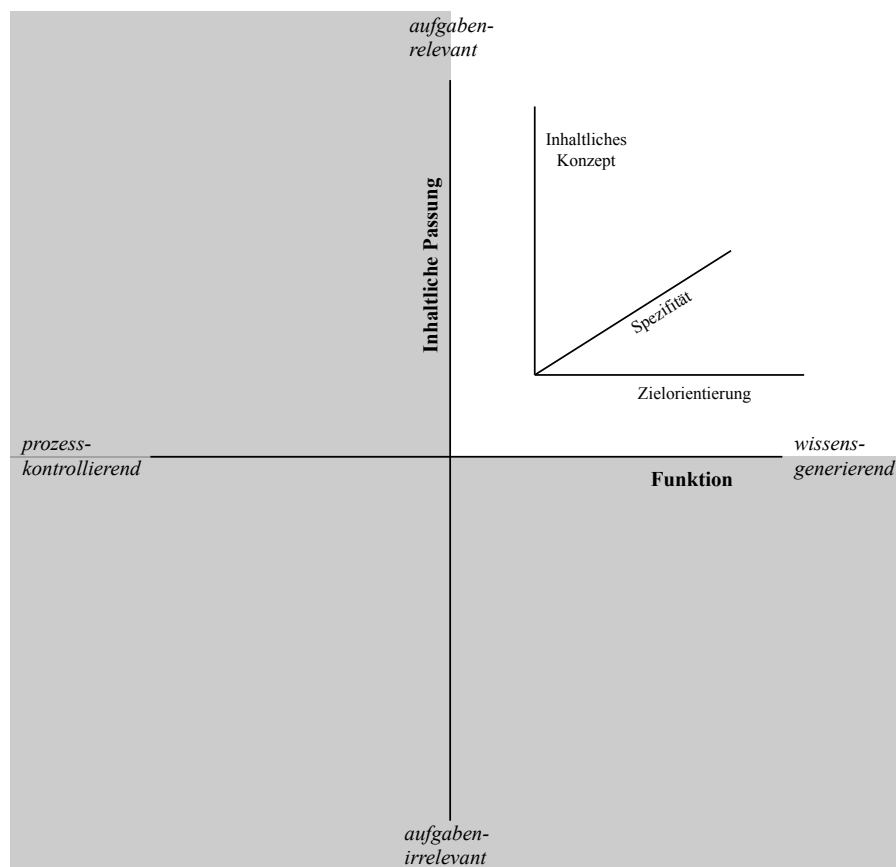 aufgaben-
relevant
Inhaltliches
Konzept
Inhaltliche Passung
Spezifität
Zielorientierung
prozess-
kontrollierend
wissens-
generierend
Funktion
aufgaben-
irrelevant